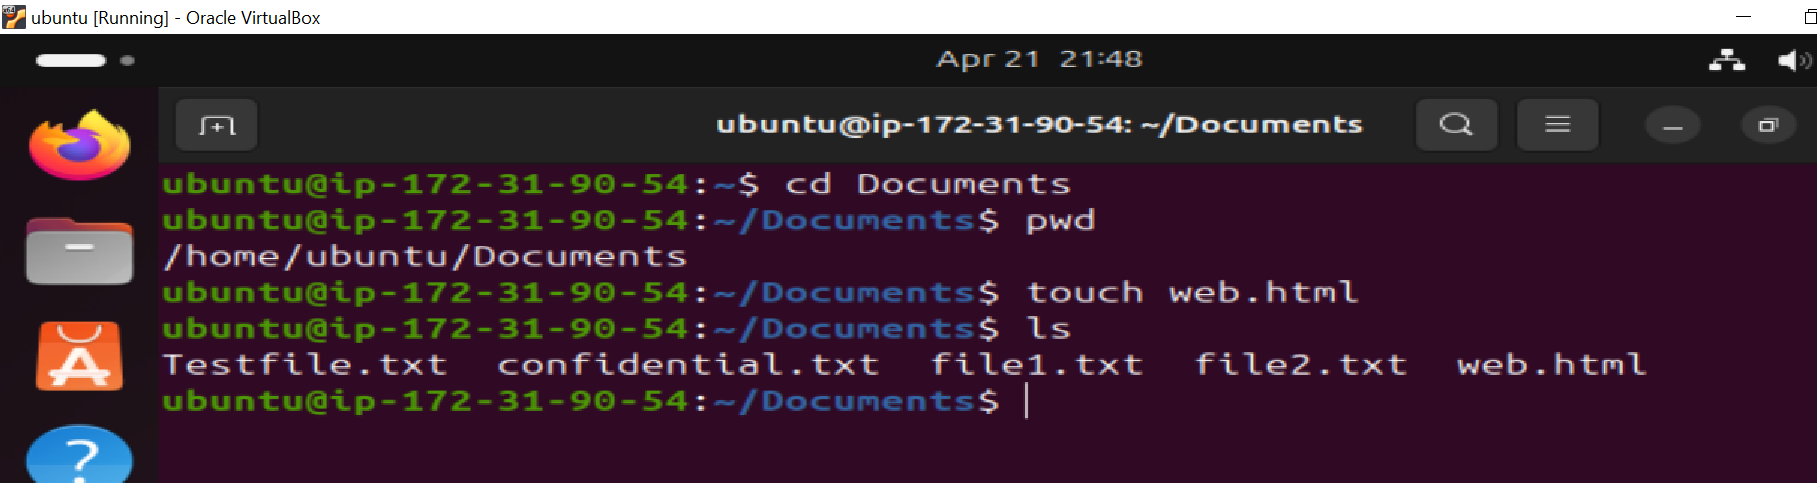 ubuntu [Running] - Oracle VirtualBox
Apr 21 21:48
ubuntu@ip-172-31-90-54: ~/Documents
ubuntu@ip-172-31-90-54:~$ cd Documents
ubuntu@ip-172-31-90-54:~/Documents$ pwd
/home/ubuntu/Documents
ubuntu@ip-172-31-90-54:~/Documents$ touch web.html
ubuntu@ip-172-31-90-54:~/Documents$ ls
Testfile.txt  confidential.txt  file1.txt  file2.txt  web.html
ubuntu@ip-172-31-90-54:~/Documents$